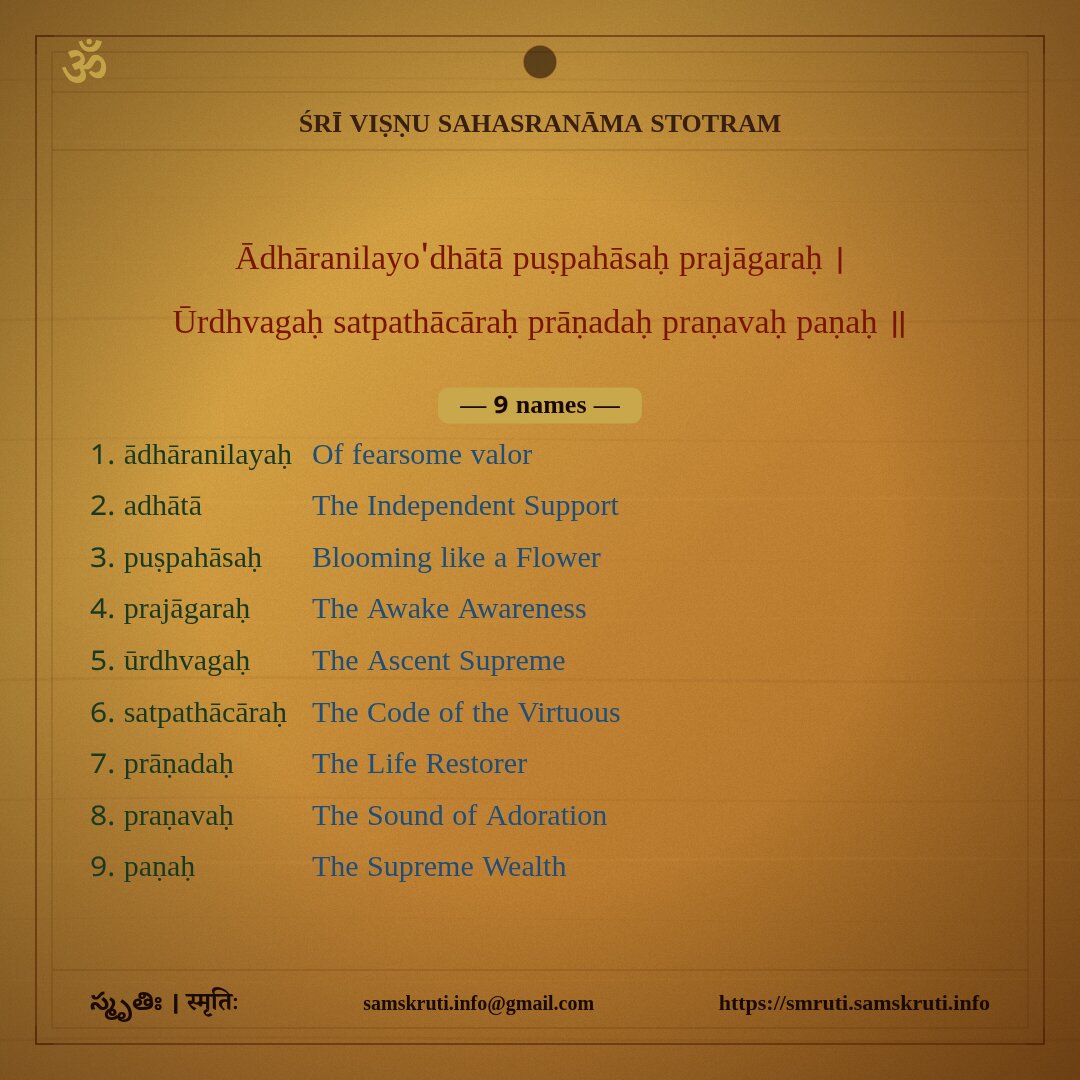 ॐ
ŚRĪ VIṢṆU SAHASRANĀMA STOTRAM
Ādhāranilayo'dhātā puṣpahāsaḥ prajāgaraḥ |
Ūrdhvagaḥ satpathācāraḥ prāṇadaḥ praṇavaḥ paṇaḥ ||
— 9 names —
1. ādhāranilayaḥ Of fearsome valor
2. adhātā The Independent Support
3. puṣpahāsaḥ Blooming like a Flower
4. prajāgaraḥ The Awake Awareness
5. ūrdhvagaḥ The Ascent Supreme
6. satpathācāraḥ The Code of the Virtuous
7. prāṇadaḥ The Life Restorer
8. praṇavaḥ The Sound of Adoration
9. paṇaḥ The Supreme Wealth
స్మృతిః | स्मृतिः samskruti.info@gmail.com https://smruti.samskruti.info